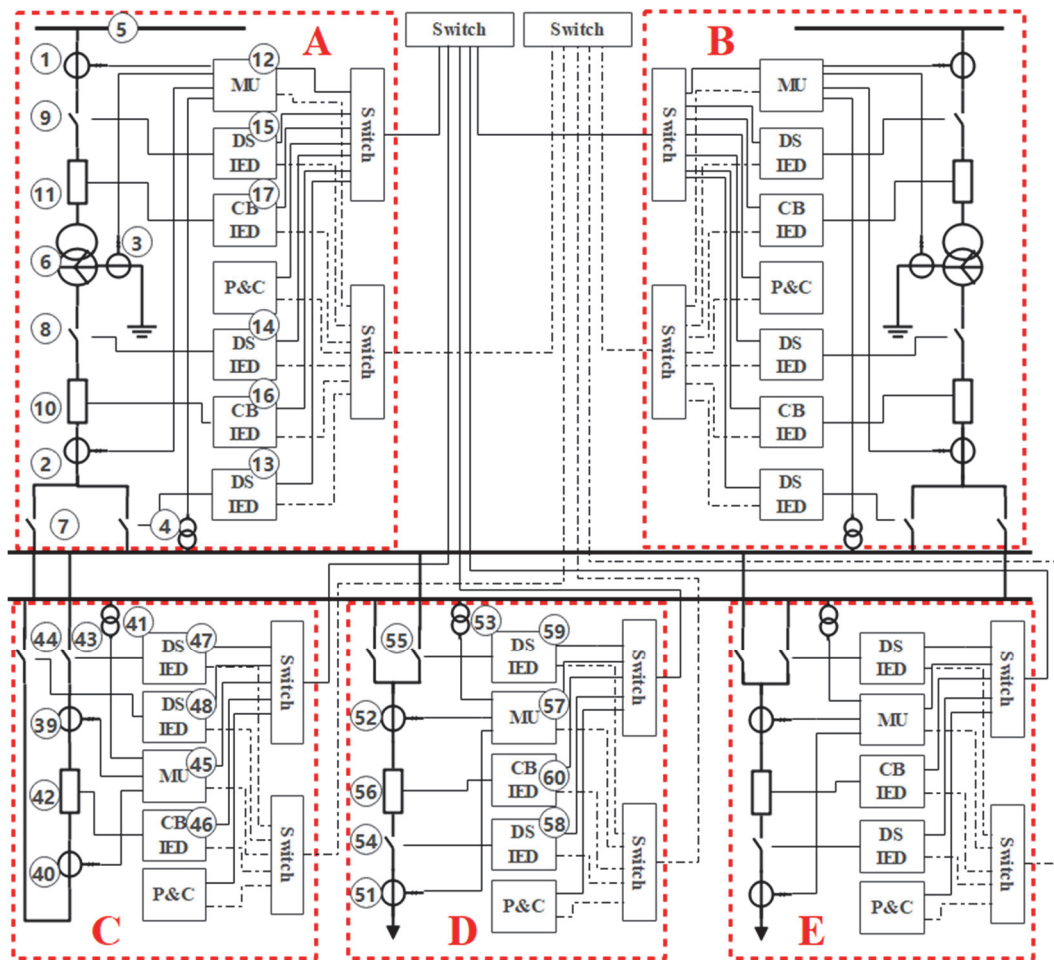 5
A
Switch
Switch
B
1
12
MU
Switch
Switch
MU
9
15
DS
IED
DS
IED
11
17
CB
IED
CB
IED
3
6
P&C
P&C
8
14
DS
IED
Switch
Switch
DS
IED
10
16
CB
IED
CB
IED
2
13
DS
IED
DS
IED
7
4
44
43
41
47
DS
IED
Switch
48
DS
IED
39
45
MU
42
46
CB
IED
Switch
40
P&C
C
55
53
59
DS
IED
Switch
52
57
MU
56
60
CB
IED
54
58
DS
IED
Switch
51
P&C
D
DS
IED
Switch
MU
CB
IED
DS
IED
Switch
P&C
E